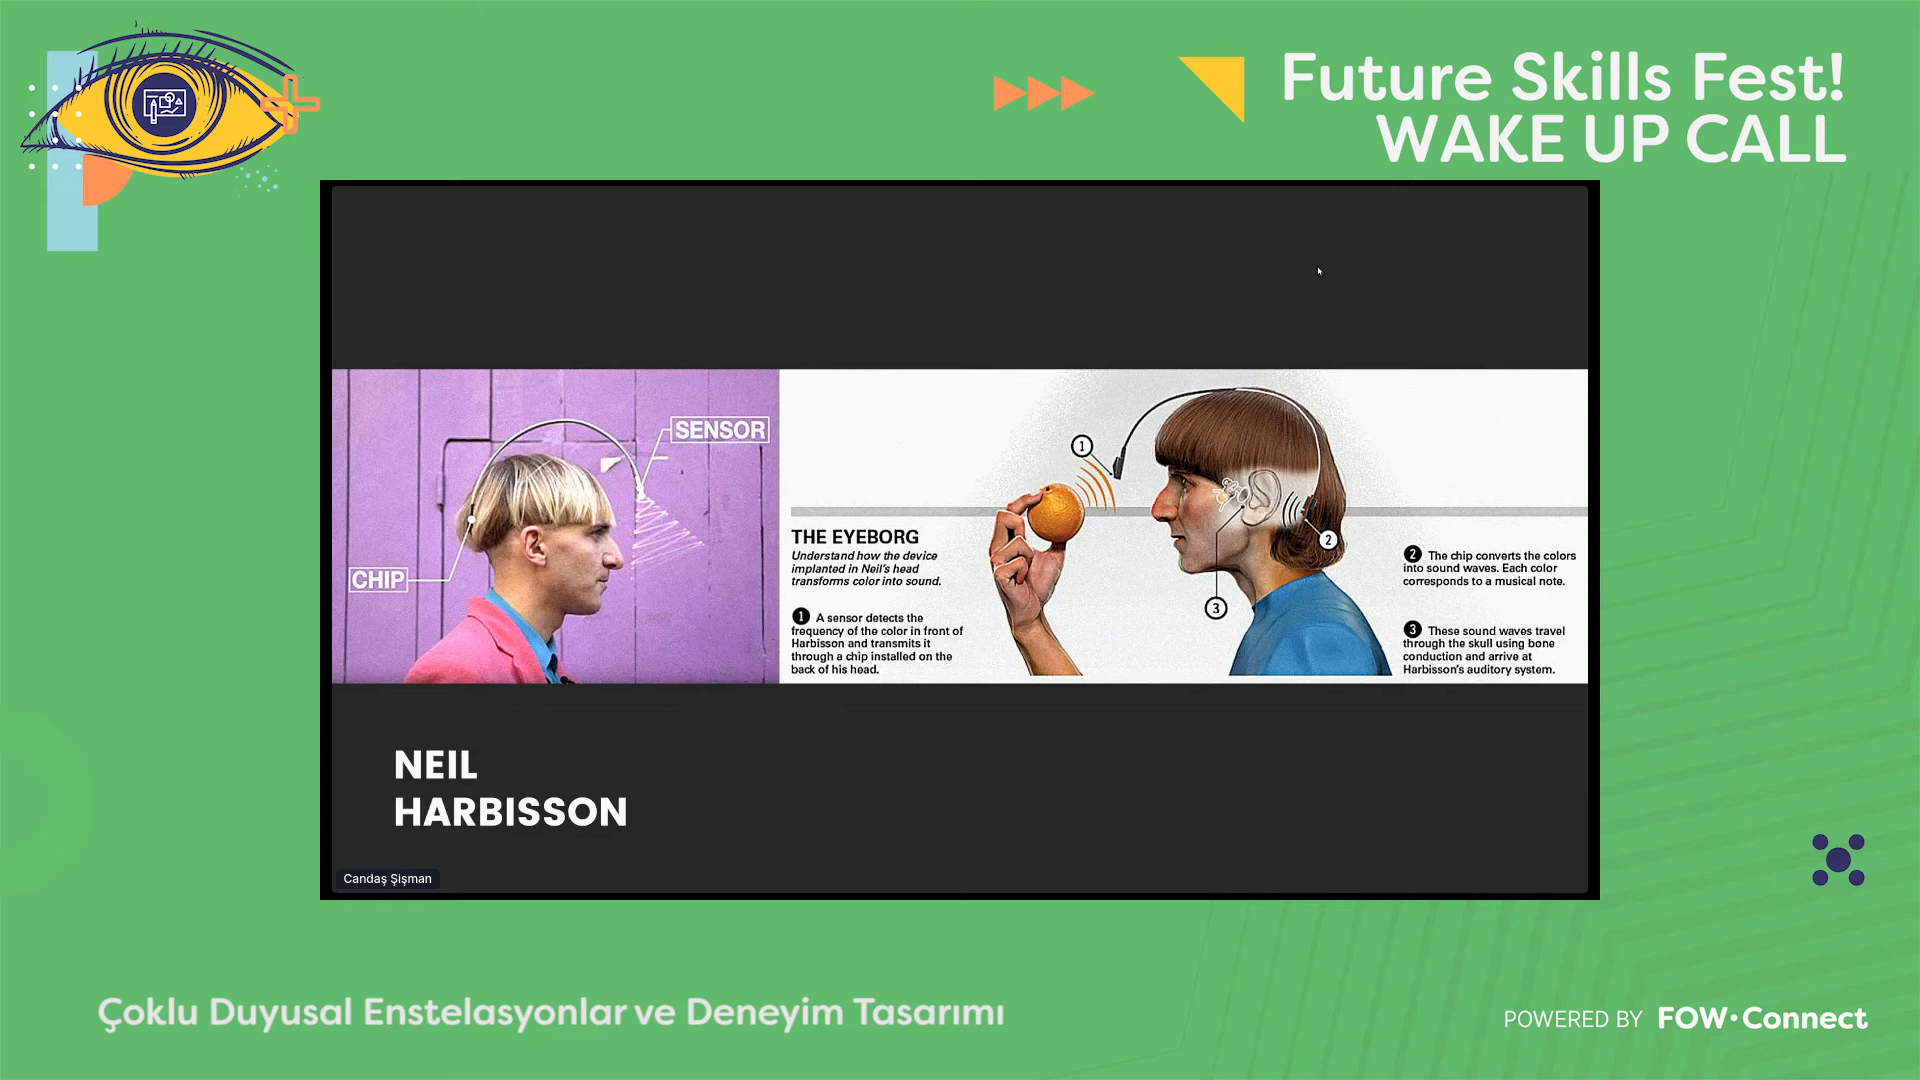 Future Skills Fest!
WAKE UP CALL
SENSOR
CHIP
THE EYEBORG
Understand how the device
implanted in Neil's head
transforms color into sound.
1 A sensor detects the
frequency of the color in front of
Harbisson and transmits it
through a chip installed on the
back of his head.
1
2
3
2 The chip converts the colors
into sound waves. Each color
corresponds to a musical note.
3 These sound waves travel
through the skull using bone
conduction and arrive at
Harbisson's auditory system.
NEIL
HARBISSON
Candaş Şişman
Çoklu Duyusal Enstelasyonlar ve Deneyim Tasarımı
POWERED BY FOW·Connect